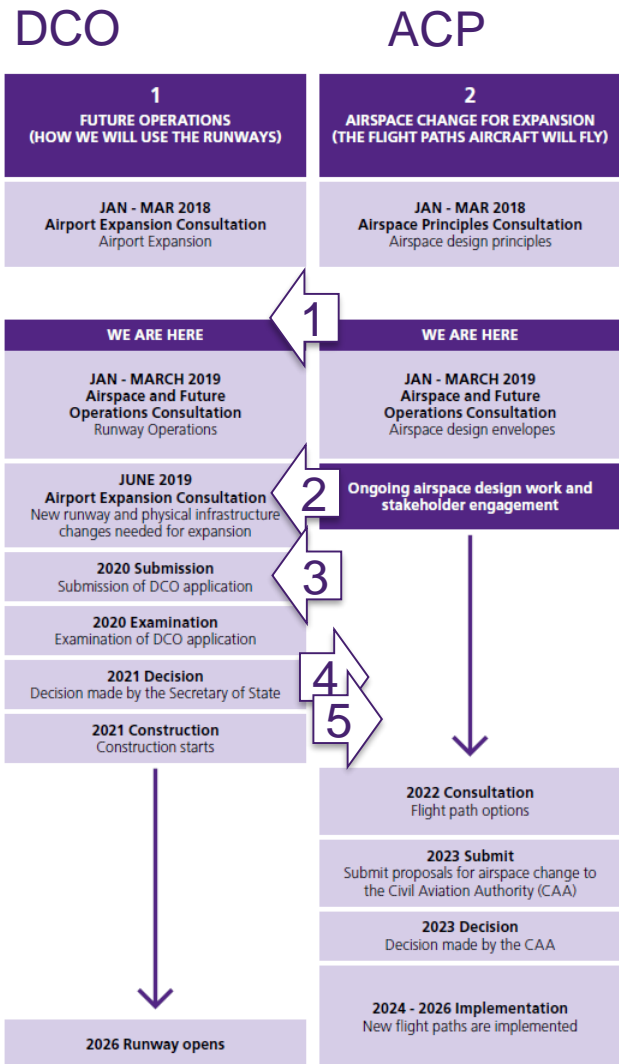 DCO
ACP
1
FUTURE OPERATIONS
(HOW WE WILL USE THE RUNWAYS)
2
AIRSPACE CHANGE FOR EXPANSION
(THE FLIGHT PATHS AIRCRAFT WILL FLY)
JAN - MAR 2018
Airport Expansion Consultation
Airport Expansion
JAN - MAR 2018
Airspace Principles Consultation
Airspace design principles
1
WE ARE HERE
WE ARE HERE
JAN - MARCH 2019
Airspace and Future
Operations Consultation
Runway Operations
JAN - MARCH 2019
Airspace and Future
Operations Consultation
Airspace design envelopes
JUNE 2019
Airport Expansion Consultation
New runway and physical infrastructure
changes needed for expansion
2
Ongoing airspace design work and
stakeholder engagement
2020 Submission
Submission of DCO application
3
2020 Examination
Examination of DCO application
2021 Decision
Decision made by the Secretary of State
4
2021 Construction
Construction starts
5
2022 Consultation
Flight path options
2023 Submit
Submit proposals for airspace change to
the Civil Aviation Authority (CAA)
2023 Decision
Decision made by the CAA
2024 - 2026 Implementation
New flight paths are implemented
2026 Runway opens